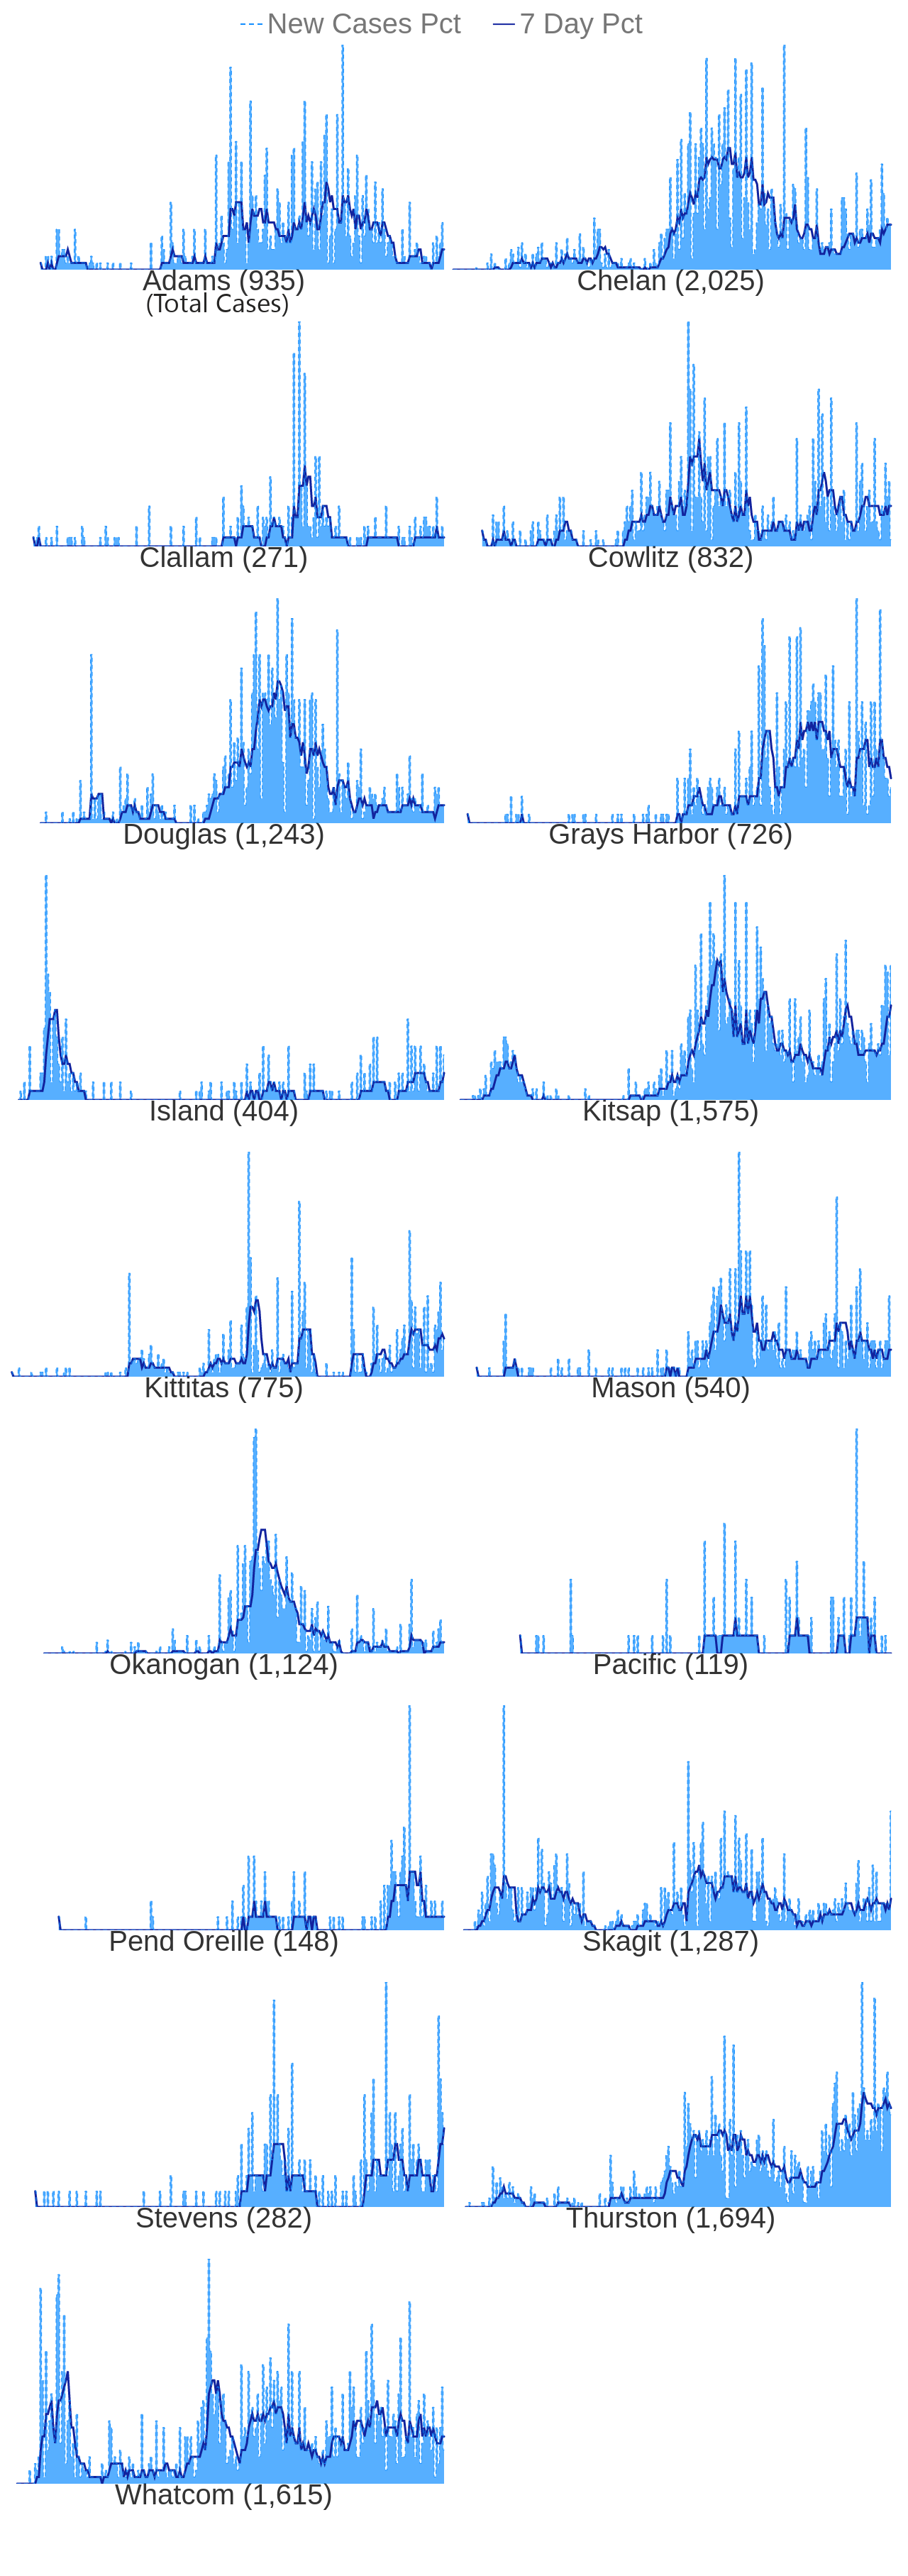 New Cases Pct 7 Day Pct
Adams (935) Chelan (2,025)
(Total Cases)
Clallam (271) Cowlitz (832)
Douglas (1,243) Grays Harbor (726)
Island (404) Kitsap (1,575)
Kittitas (775) Mason (540)
Okanogan (1,124) Pacific (119)
Pend Oreille (148) Skagit (1,287)
Stevens (282) Thurston (1,694)
Whatcom (1,615)